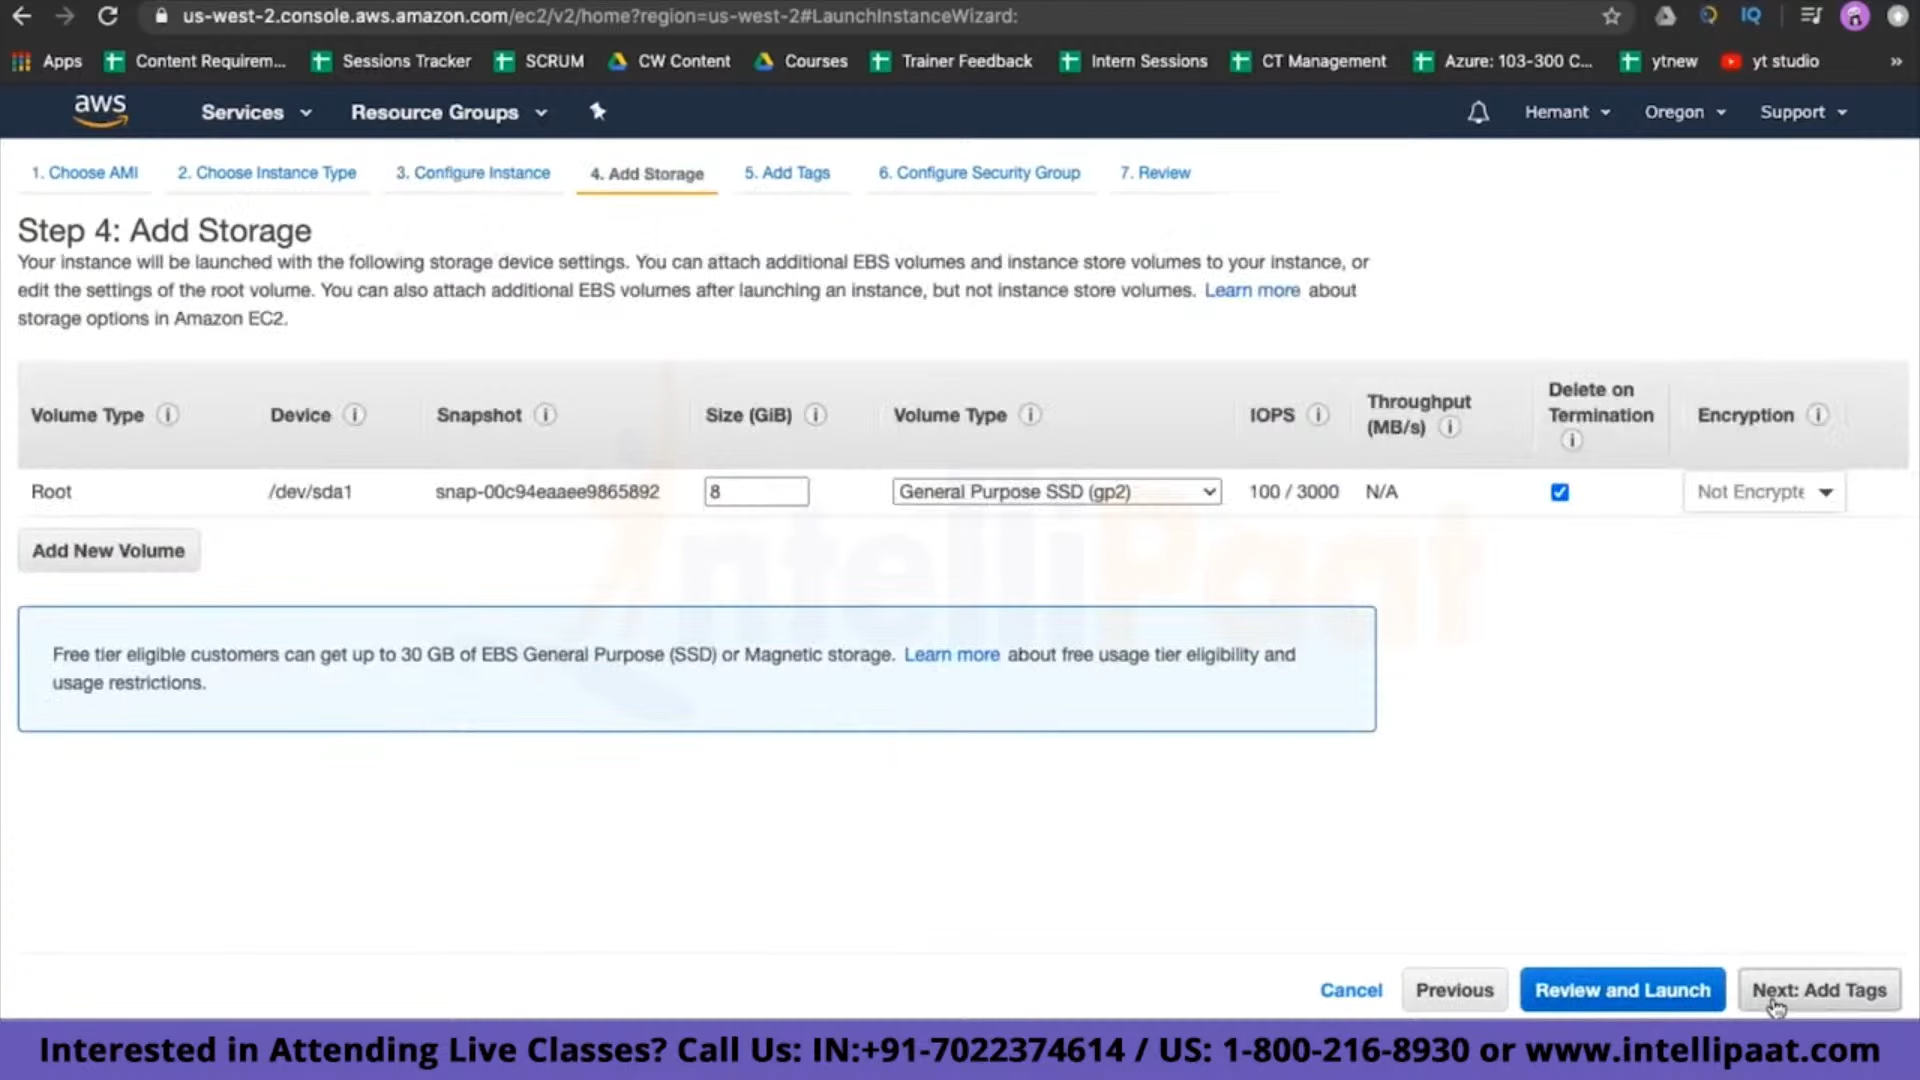 us-west-2.console.aws.amazon.com/ec2/v2/home?region=us-west-2#LaunchInstanceWizard:
Apps Content Requirem... Sessions Tracker SCRUM CW Content Courses Trainer Feedback Intern Sessions CT Management Azure: 103-300 C... ytnew yt studio »
aws Services Resource Groups Hemant Oregon Support
1. Choose AMI 2. Choose Instance Type 3. Configure Instance 4. Add Storage 5. Add Tags 6. Configure Security Group 7. Review
Step 4: Add Storage
Your instance will be launched with the following storage device settings. You can attach additional EBS volumes and instance store volumes to your instance, or
edit the settings of the root volume. You can also attach additional EBS volumes after launching an instance, but not instance store volumes. Learn more about
storage options in Amazon EC2.
Volume Type Device Snapshot Size (GiB) Volume Type IOPS Throughput (MB/s) Delete on Termination Encryption
Root /dev/sda1 snap-00c94eaaee9865892 8 General Purpose SSD (gp2) 100 / 3000 N/A Not Encrypte
Add New Volume
IntelliPaat
Free tier eligible customers can get up to 30 GB of EBS General Purpose (SSD) or Magnetic storage. Learn more about free usage tier eligibility and
usage restrictions.
Cancel Previous Review and Launch Next: Add Tags
Interested in Attending Live Classes? Call Us: IN:+91-7022374614 / US: 1-800-216-8930 or www.intellipaat.com